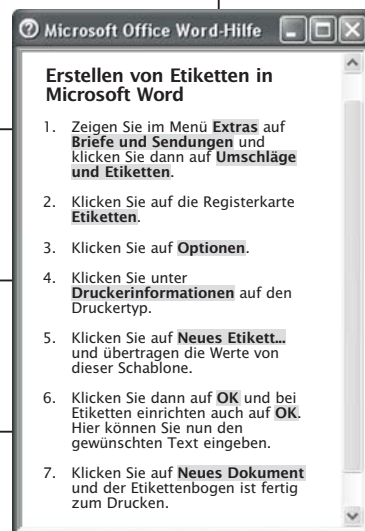 Microsoft Office Word-Hilfe
Erstellen von Etiketten in
Microsoft Word
1. Zeigen Sie im Menü Extras auf
Briefe und Sendungen und
klicken Sie dann auf Umschläge
und Etiketten.
2. Klicken Sie auf die Registerkarte
Etiketten.
3. Klicken Sie auf Optionen.
4. Klicken Sie unter
Druckerinformationen auf den
Druckertyp.
5. Klicken Sie auf Neues Etikett...
und übertragen die Werte von
dieser Schablone.
6. Klicken Sie dann auf OK und bei
Etiketten einrichten auch auf OK.
Hier können Sie nun den
gewünschten Text eingeben.
7. Klicken Sie auf Neues Dokument
und der Etikettenbogen ist fertig
zum Drucken.